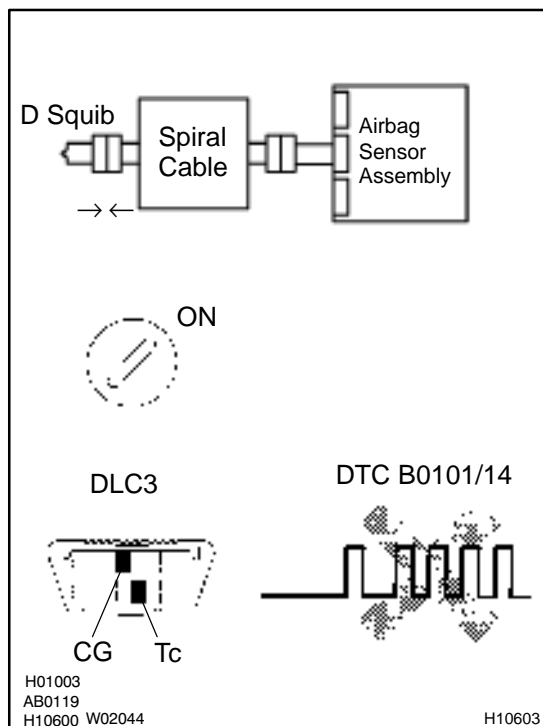 D Squib
Spiral
Cable
Airbag
Sensor
Assembly
ON
DLC3
DTC B0101/14
CG
Tc
H01003
AB0119
H10600 W02044
H10603